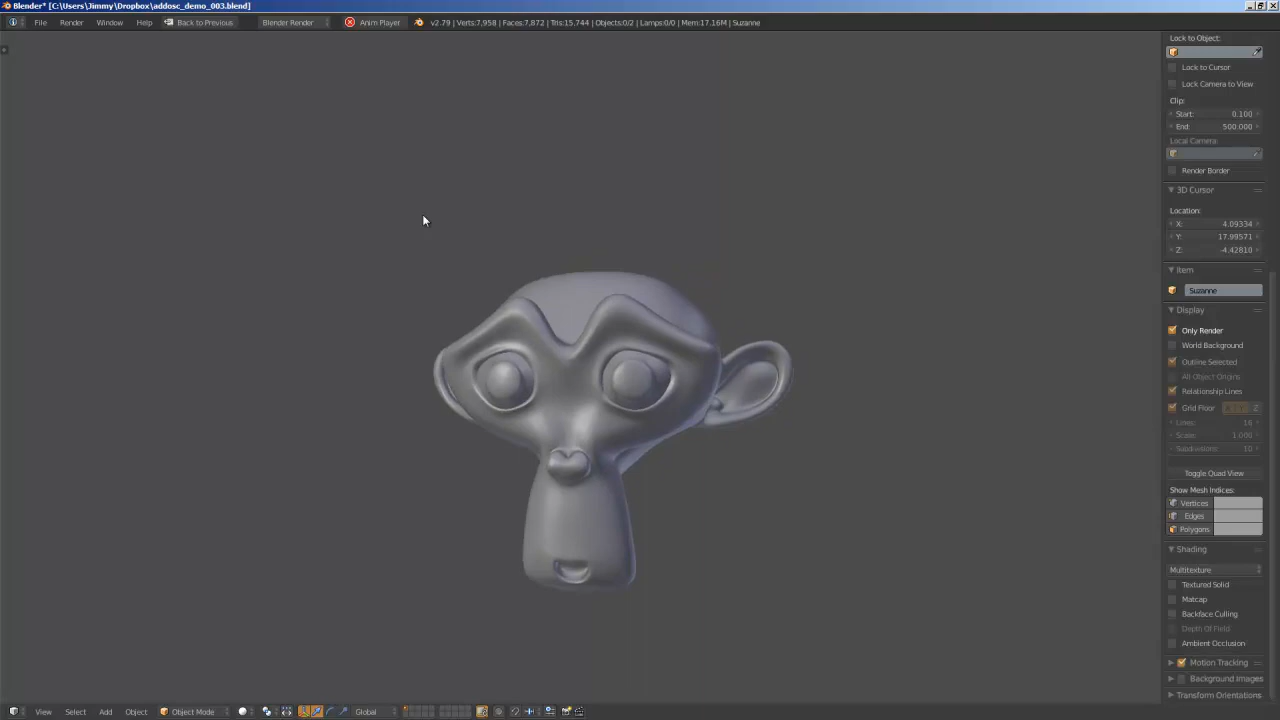 Blender* [C:\Users\Jimmy\Dropbox\addosc_demo_003.blend]
File Render Window Help Back to Previous Blender Render Anim Player v2.79 | Verts:7,958 | Faces:7,872 | Tris:15,744 | Objects:0/2 | Lamps:0/0 | Mem:17.16M | Suzanne
Lock to Object:
Lock to Cursor
Lock Camera to View
Clip:
Start: 0.100
End: 500.000
Local Camera:
Render Border
3D Cursor
Location:
X: 4.09334
Y: 17.99571
Z: -4.42810
Item
Suzanne
Display
Only Render
World Background
Outline Selected
All Object Origins
Relationship Lines
Grid Floor Z
Lines: 16
Scale: 1.000
Subdivisions: 10
Toggle Quad View
Show Mesh Indices:
Vertices
Edges
Polygons
Shading
Multitexture
Textured Solid
Matcap
Backface Culling
Depth Of Field
Ambient Occlusion
Motion Tracking
Background Images
Transform Orientations
View Select Add Object Object Mode Global